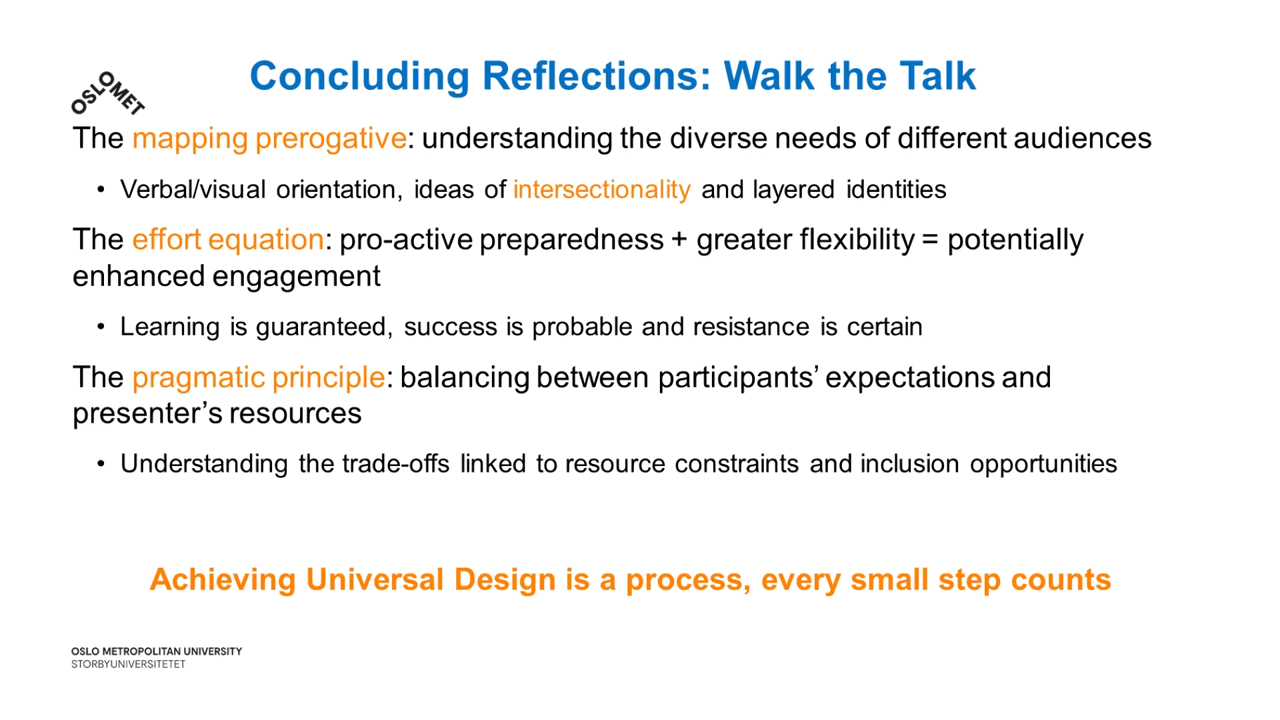 Concluding Reflections: Walk the Talk
OSLOMET
The mapping prerogative: understanding the diverse needs of different audiences
• Verbal/visual orientation, ideas of intersectionality and layered identities
The effort equation: pro-active preparedness + greater flexibility = potentially
enhanced engagement
• Learning is guaranteed, success is probable and resistance is certain
The pragmatic principle: balancing between participants’ expectations and
presenter’s resources
• Understanding the trade-offs linked to resource constraints and inclusion opportunities
Achieving Universal Design is a process, every small step counts
OSLO METROPOLITAN UNIVERSITY
STORBYUNIVERSITETET